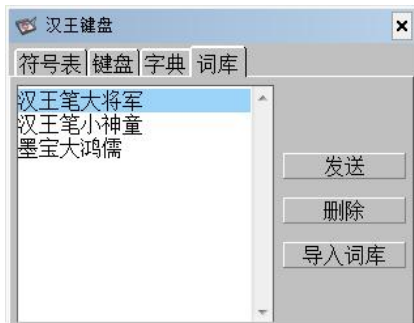 汉王键盘
符号表 键盘 字典 词库
汉王笔大将军
汉王笔小神童
墨宝大鸿儒
发送
删除
导入词库